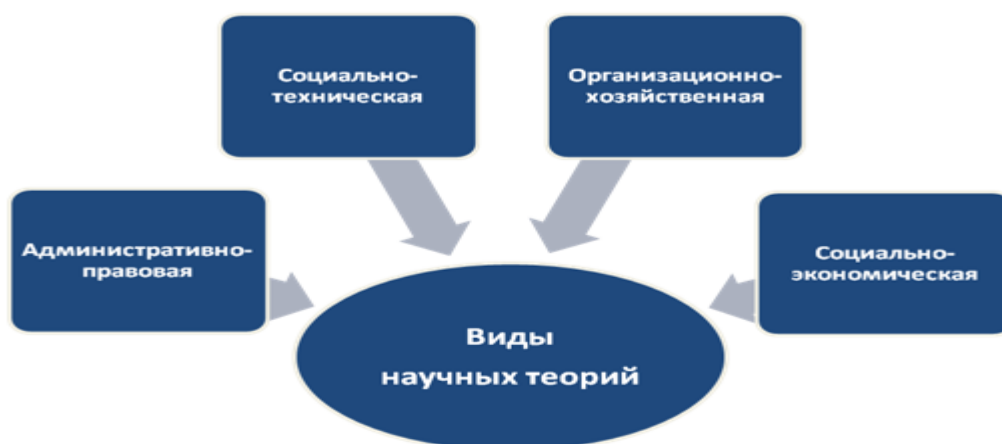 Социально-
техническая
Организационно-
хозяйственная
Административно-
правовая
Социально-
экономическая
Виды
научных теорий